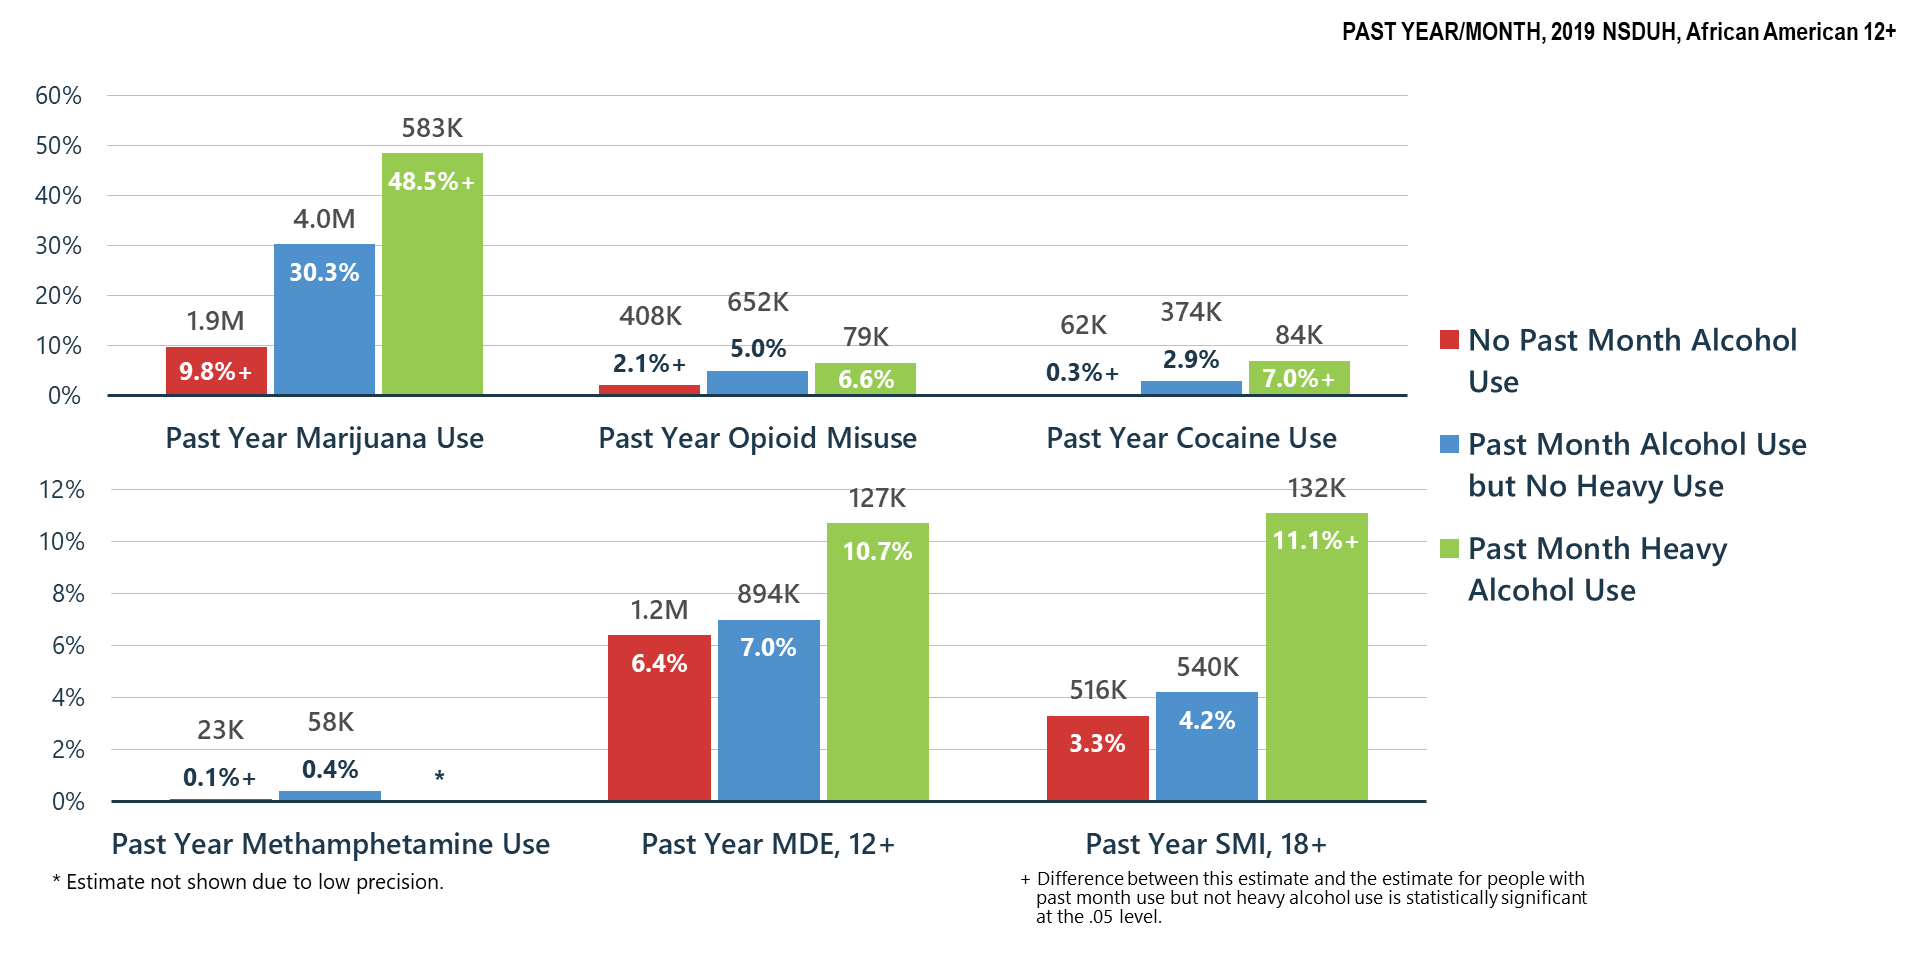 PAST YEAR/MONTH, 2019 NSDUH, African American 12+
60%
50%
40%
30%
20%
10%
0%
1.9M
9.8%+
4.0M
30.3%
583K
48.5%+
408K
2.1%+
652K
5.0%
79K
6.6%
62K
0.3%+
374K
2.9%
84K
7.0%+
Past Year Marijuana Use
Past Year Opioid Misuse
Past Year Cocaine Use
No Past Month Alcohol
Use
Past Month Alcohol Use
but No Heavy Use
Past Month Heavy
Alcohol Use
12%
10%
8%
6%
4%
2%
0%
23K
0.1%+
58K
0.4%
*
1.2M
6.4%
894K
7.0%
127K
10.7%
516K
3.3%
540K
4.2%
132K
11.1%+
Past Year Methamphetamine Use
Past Year MDE, 12+
Past Year SMI, 18+
* Estimate not shown due to low precision.
+ Difference between this estimate and the estimate for people with
past month use but not heavy alcohol use is statistically significant
at the .05 level.